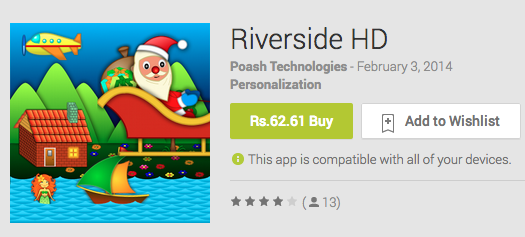 Riverside HD
Poash Technologies - February 3, 2014
Personalization
Rs.62.61 Buy
Add to Wishlist
This app is compatible with all of your devices.
( 13)